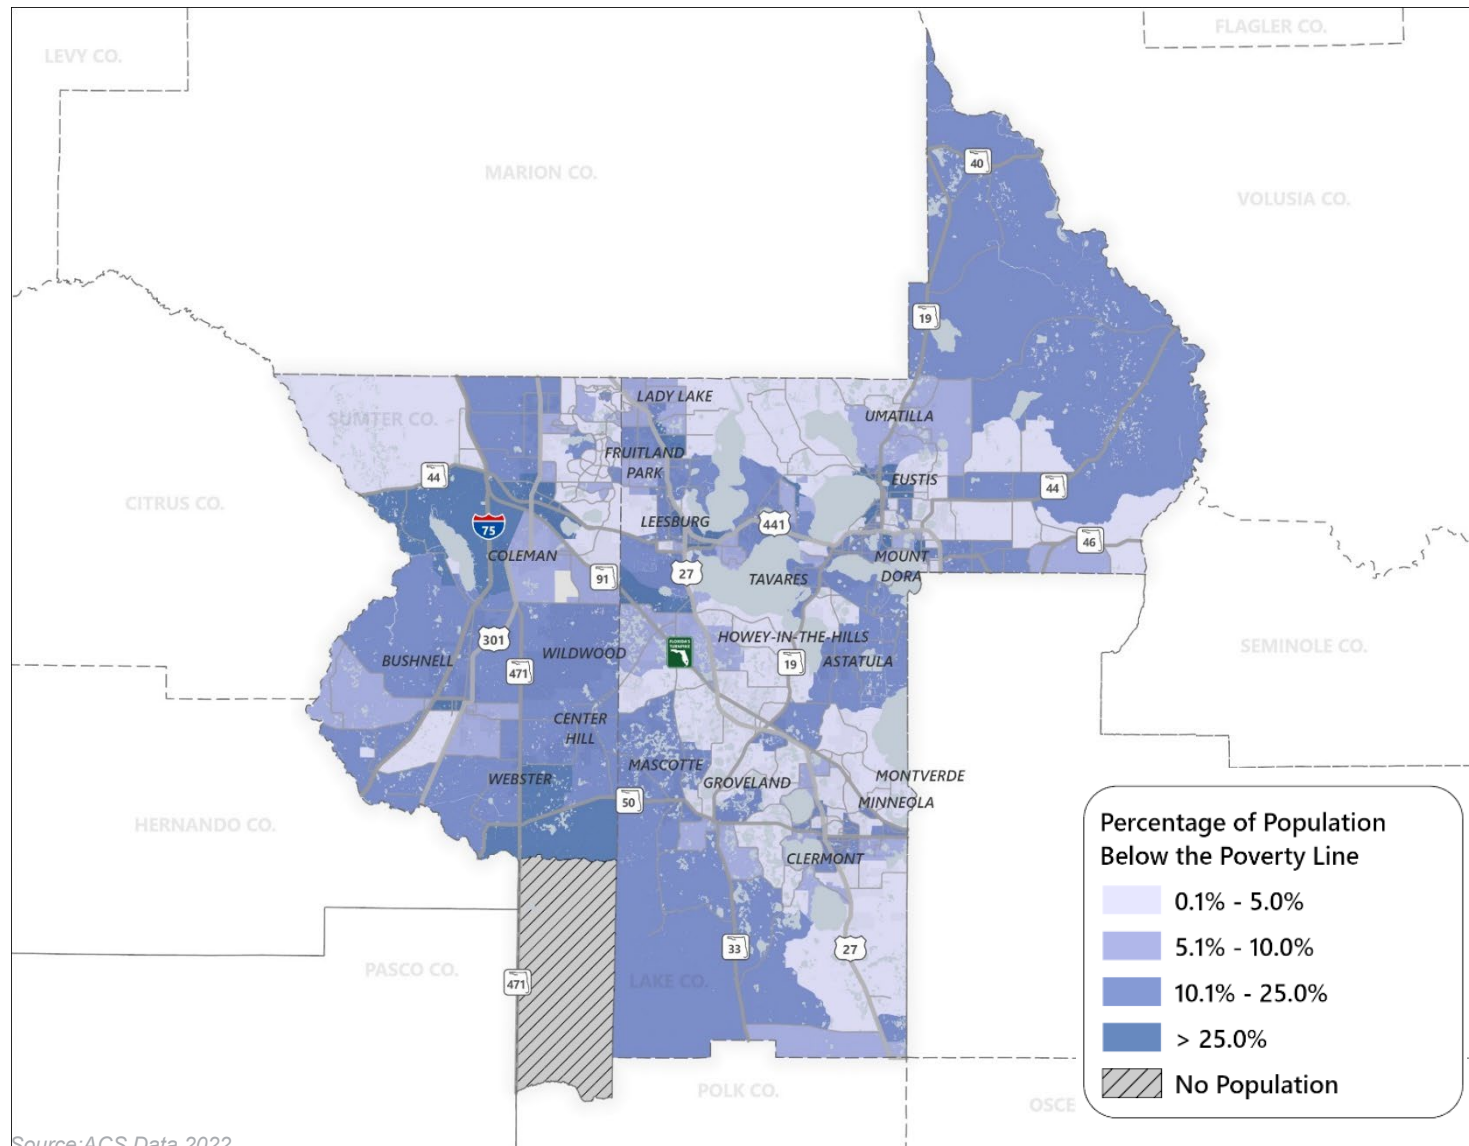 LEVY CO.
FLAGLER CO.
MARION CO.
VOLUSIA CO.
40
19
LADY LAKE
SUMTER CO.
UMATILLA
FRUITLAND
PARK
44
EUSTIS
44
CITRUS CO.
75
LEESBURG
441
46
COLEMAN
MOUNT
DORA
91
27
TAVARES
301
HOWEY-IN-THE-HILLS
SEMINOLE CO.
WILDWOOD
BUSHNELL
471
19
ASTATULA
CENTER
HILL
MASCOTTE
WEBSTER
GROVELAND
MONTVERDE
MINNEOLA
50
HERNANDO CO.
CLERMONT
33
27
PASCO CO.
471
LAKE CO.
POLK CO.
OSCE
Percentage of Population
Below the Poverty Line
0.1% - 5.0%
5.1% - 10.0%
10.1% - 25.0%
> 25.0%
No Population
Source:ACS Data 2022